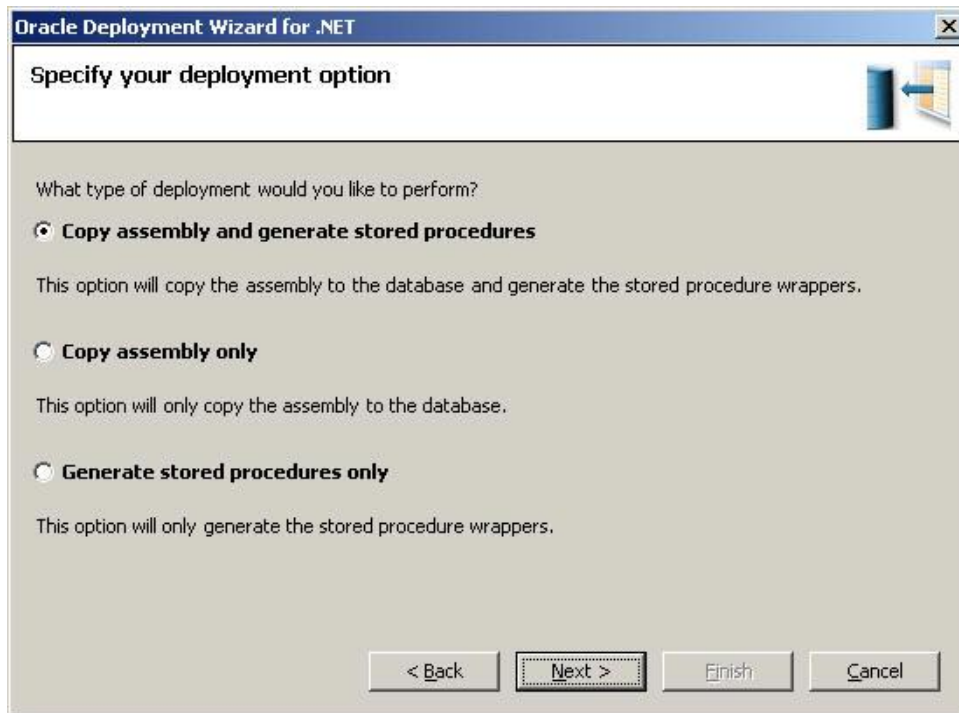 Oracle Deployment Wizard for .NET
Specify your deployment option
What type of deployment would you like to perform?
Copy assembly and generate stored procedures
This option will copy the assembly to the database and generate the stored procedure wrappers.
Copy assembly only
This option will only copy the assembly to the database.
Generate stored procedures only
This option will only generate the stored procedure wrappers.
< Back Next > Finish Cancel